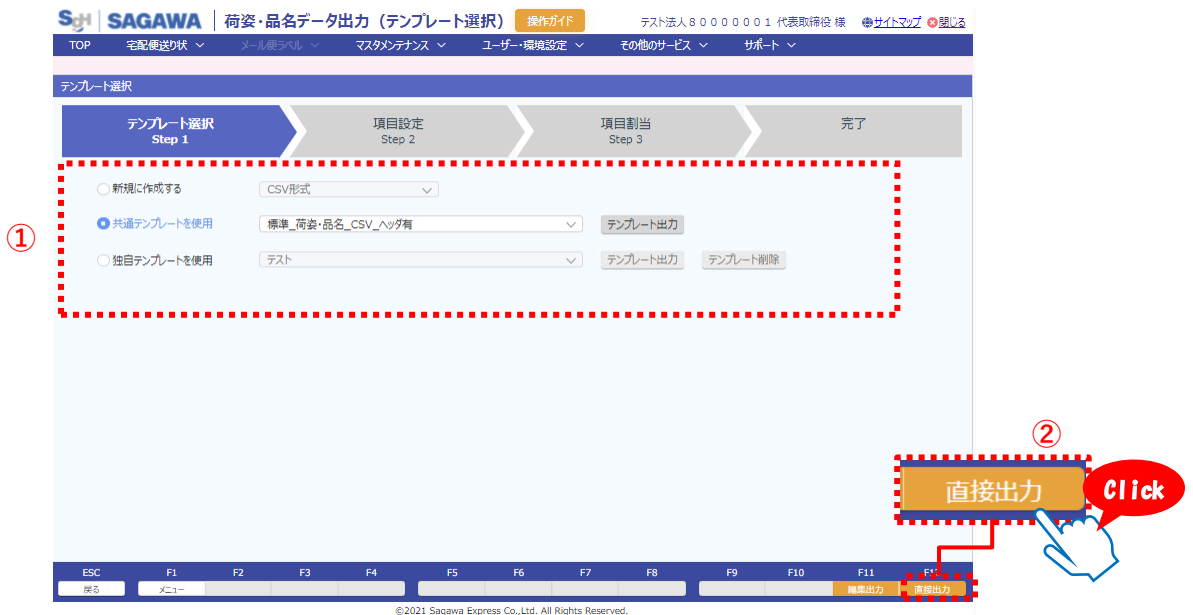 SGH SAGAWA 荷姿・品名データ出力（テンプレート選択） 操作ガイド テスト法人８０００００００１ 代表取締役 様 サイトマップ 閉じる
TOP 宅配便送り状 メール便ラベル マスタメンテナンス ユーザー・環境設定 その他のサービス サポート
テンプレート選択
テンプレート選択 項目設定 項目割当 完了
Step 1 Step 2 Step 3
①
新規に作成する CSV形式
共通テンプレートを使用 標準_荷姿・品名_CSV_ヘッダ有 テンプレート出力
独自テンプレートを使用 テスト テンプレート出力 テンプレート削除
②
直接出力
Click
ESC F1 F2 F3 F4 F5 F6 F7 F8 F9 F10 F11 F12
戻る メニュー 編集出力 直接出力
©2021 Sagawa Express Co.,Ltd. All Rights Reserved.